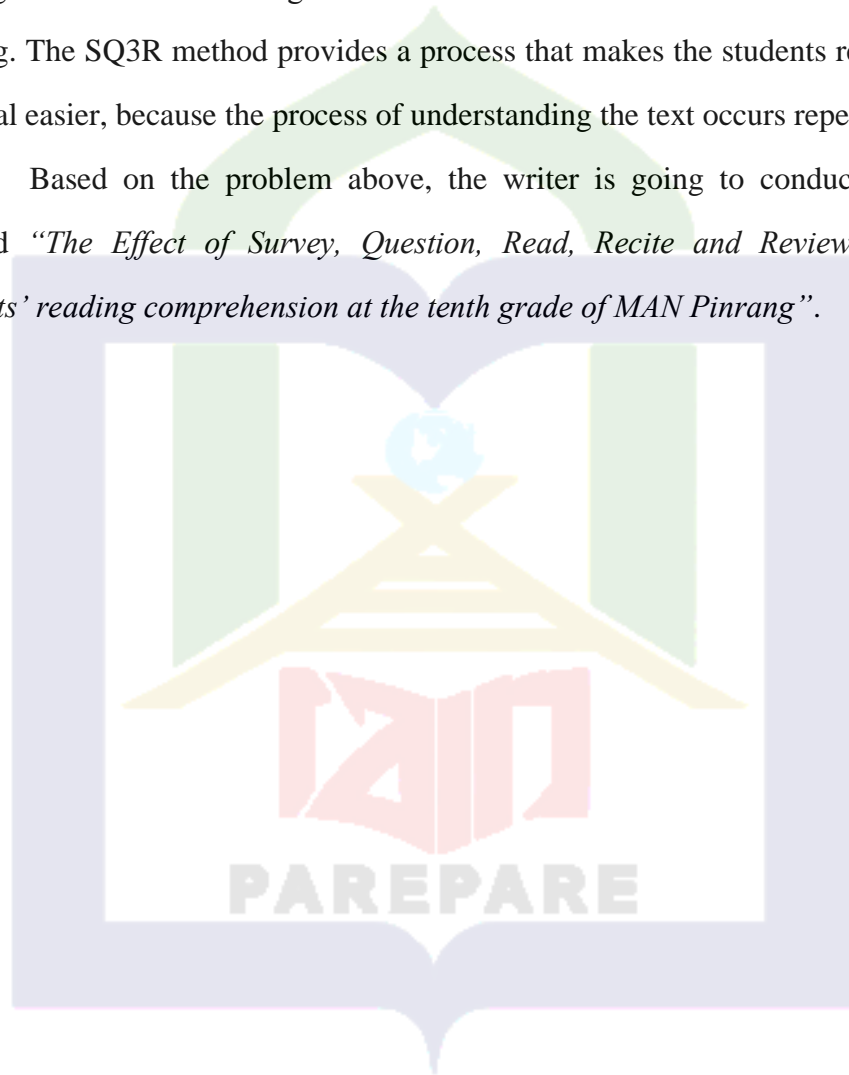 g. The SQ3R method provides a process that makes the students r
al easier, because the process of understanding the text occurs repe
Based on the problem above, the writer is going to conduc
d “The Effect of Survey, Question, Read, Recite and Review
ts’ reading comprehension at the tenth grade of MAN Pinrang”.
PAREPARE